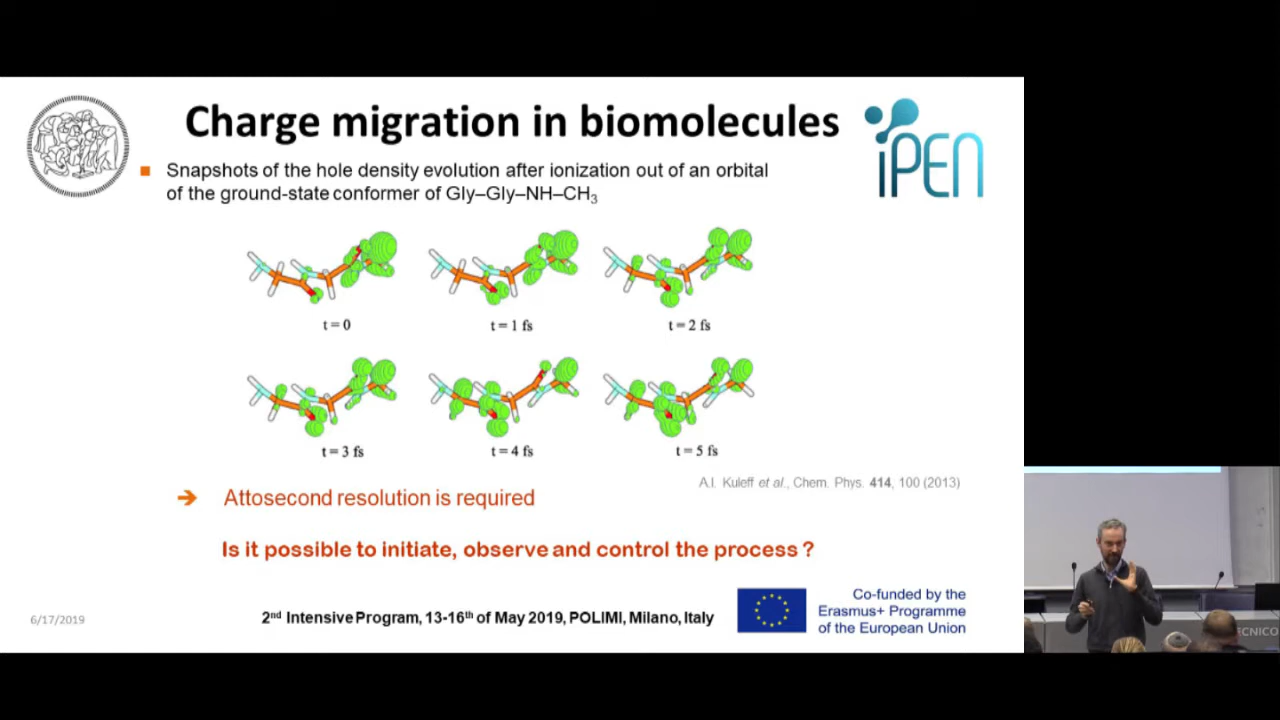 Charge migration in biomolecules
iPEN
Snapshots of the hole density evolution after ionization out of an orbital
of the ground-state conformer of Gly–Gly–NH–CH₃
t = 0
t = 1 fs
t = 2 fs
t = 3 fs
t = 4 fs
t = 5 fs
A.I. Kuleff et al., Chem. Phys. 414, 100 (2013)
➔ Attosecond resolution is required
Is it possible to initiate, observe and control the process ?
6/17/2019
2nd Intensive Program, 13-16th of May 2019, POLIMI, Milano, Italy
Co-funded by the
Erasmus+ Programme
of the European Union
TECNICO